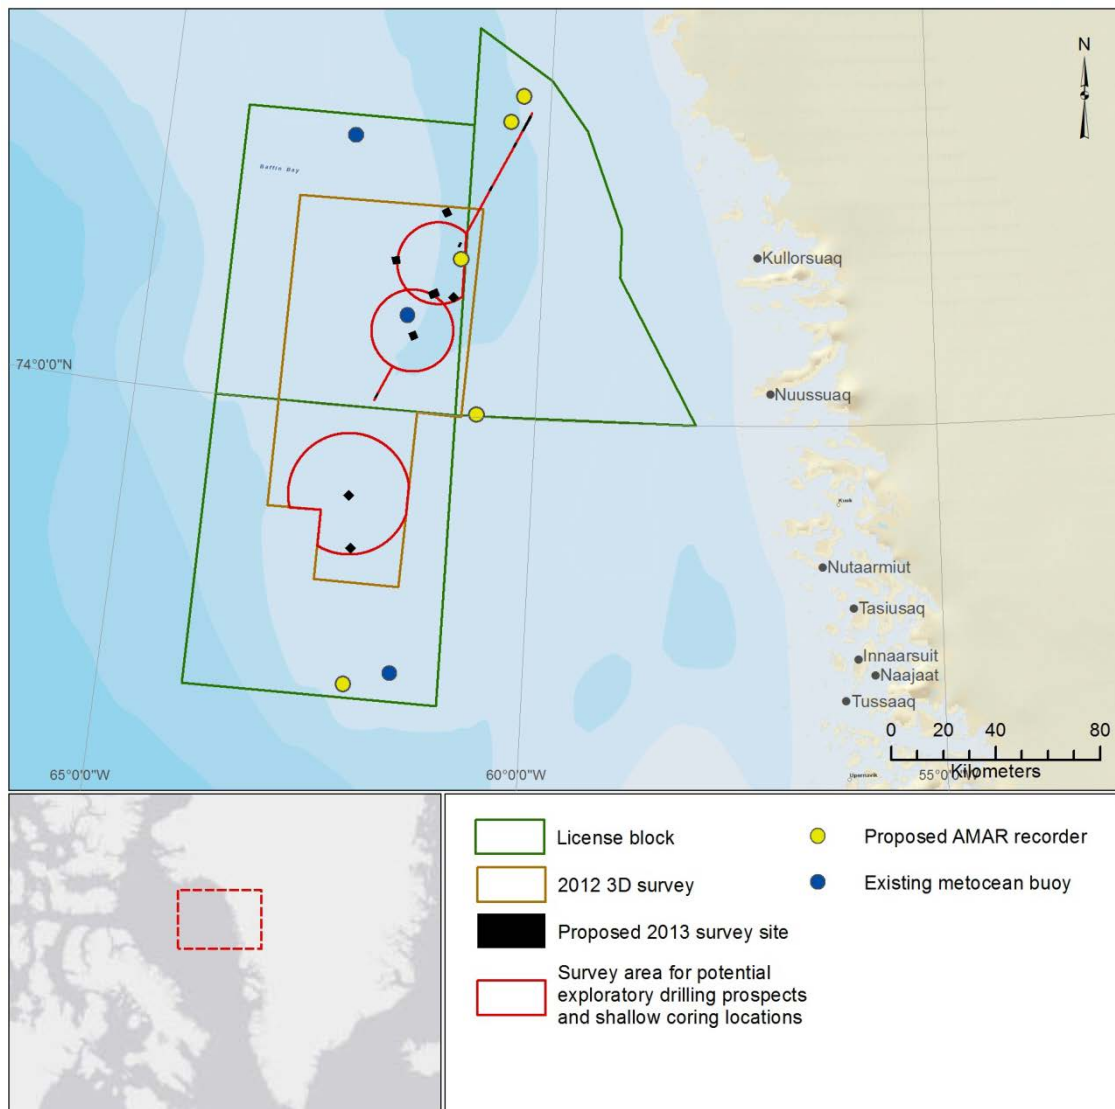 N
Baffin Bay
Kullorsuaq
74°0'0"N
Nuussuaq
Kuuk
Nutaarmiut
Tasiusaq
Innaarsuit
Naajaat
Tussaaq
0 20 40 80
Kilometers
Upernavik
65°0'0"W
60°0'0"W
55°0'0"W
License block
2012 3D survey
Proposed 2013 survey site
Survey area for potential
exploratory drilling prospects
and shallow coring locations
Proposed AMAR recorder
Existing metocean buoy